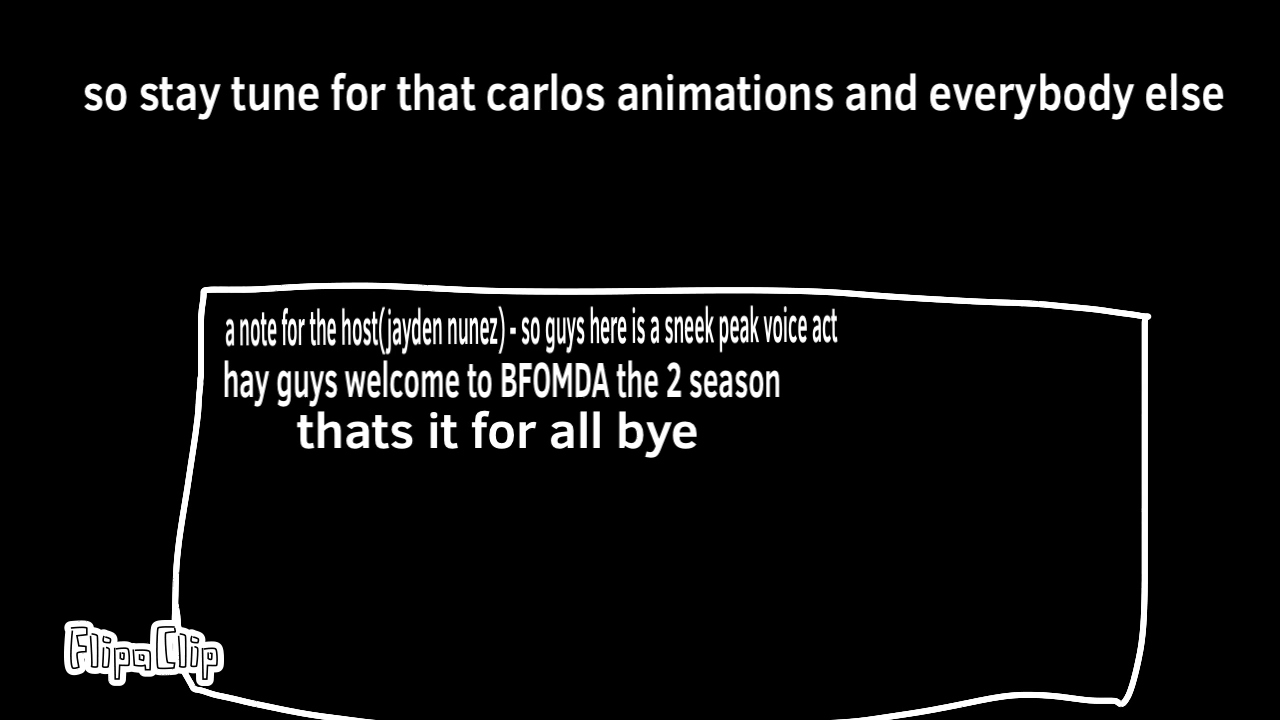 so stay tune for that carlos animations and everybody else
a note for the host(jayden nunez) - so guys here is a sneek peak voice act
hay guys welcome to BFOMDA the 2 season
thats it for all bye
FlipaClip